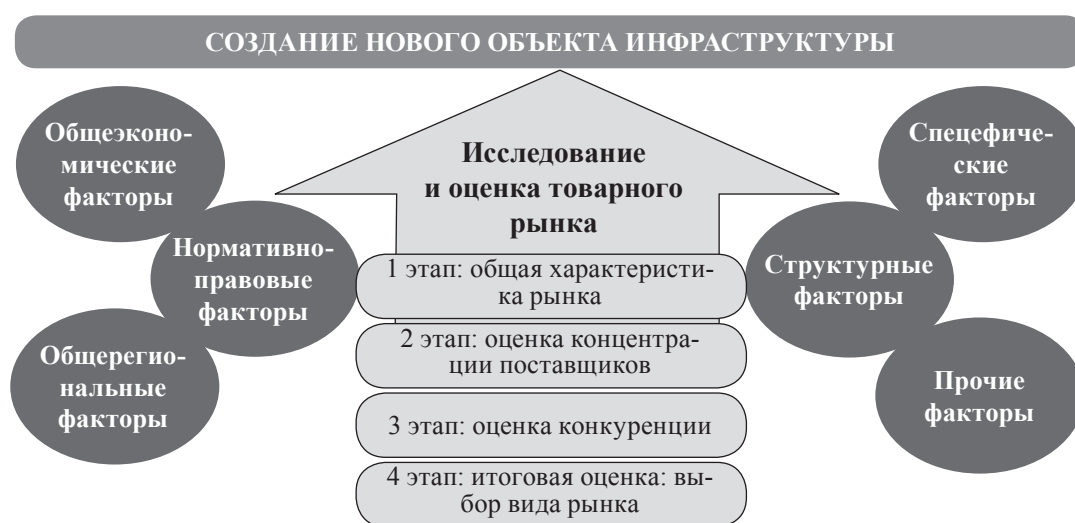 СОЗДАНИЕ НОВОГО ОБЪЕКТА ИНФРАСТРУКТУРЫ
Общеэконо-
мические
факторы
Нормативно-
правовые
факторы
Общерегио-
нальные
факторы
Исследование
и оценка товарного
рынка
1 этап: общая характеристи-
ка рынка
2 этап: оценка концентра-
ции поставщиков
3 этап: оценка конкуренции
4 этап: итоговая оценка: вы-
бор вида рынка
Спецефиче-
ские
факторы
Структурные
факторы
Прочие
факторы